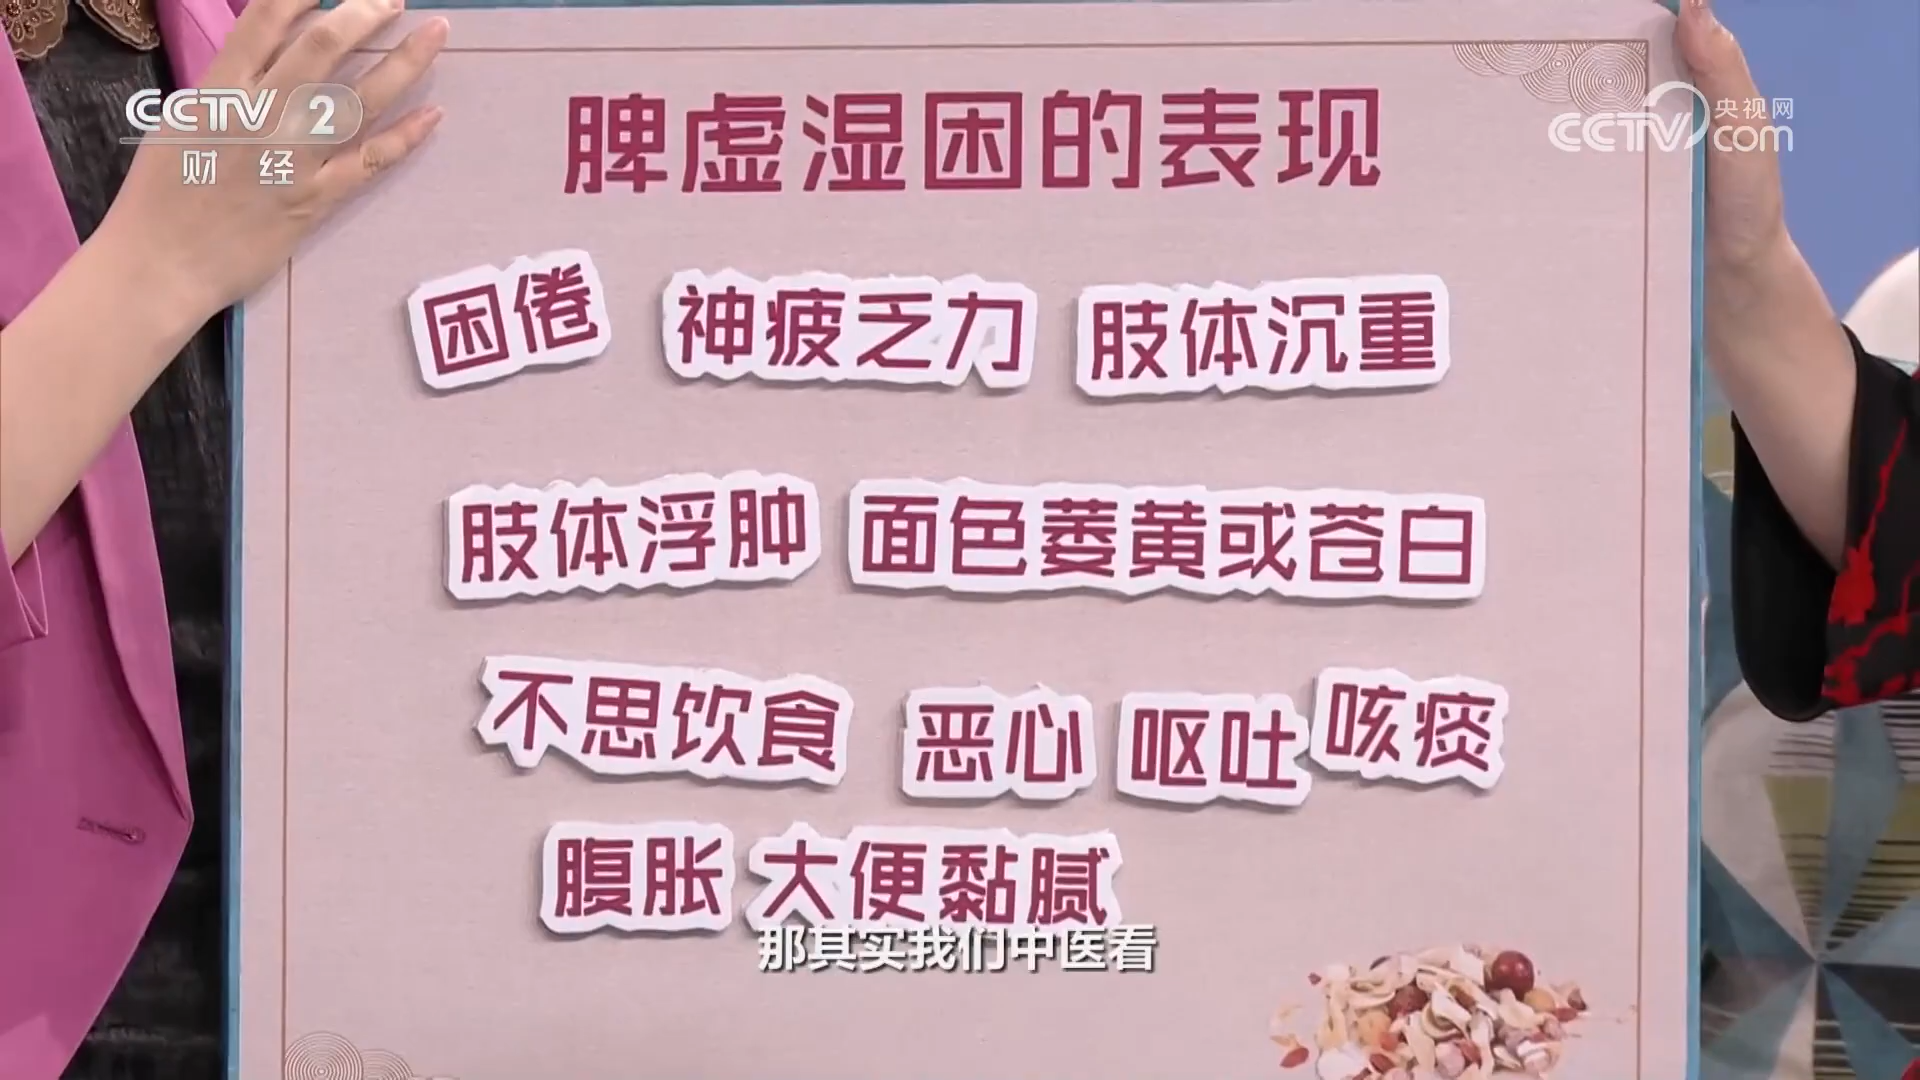 CCTV 2
财 经
央视网
CCTV com
脾虚湿困的表现
困倦 神疲乏力 肢体沉重
肢体浮肿 面色萎黄或苍白
不思饮食 恶心 呕吐 咳痰
腹胀 大便黏腻
那其实我们中医看